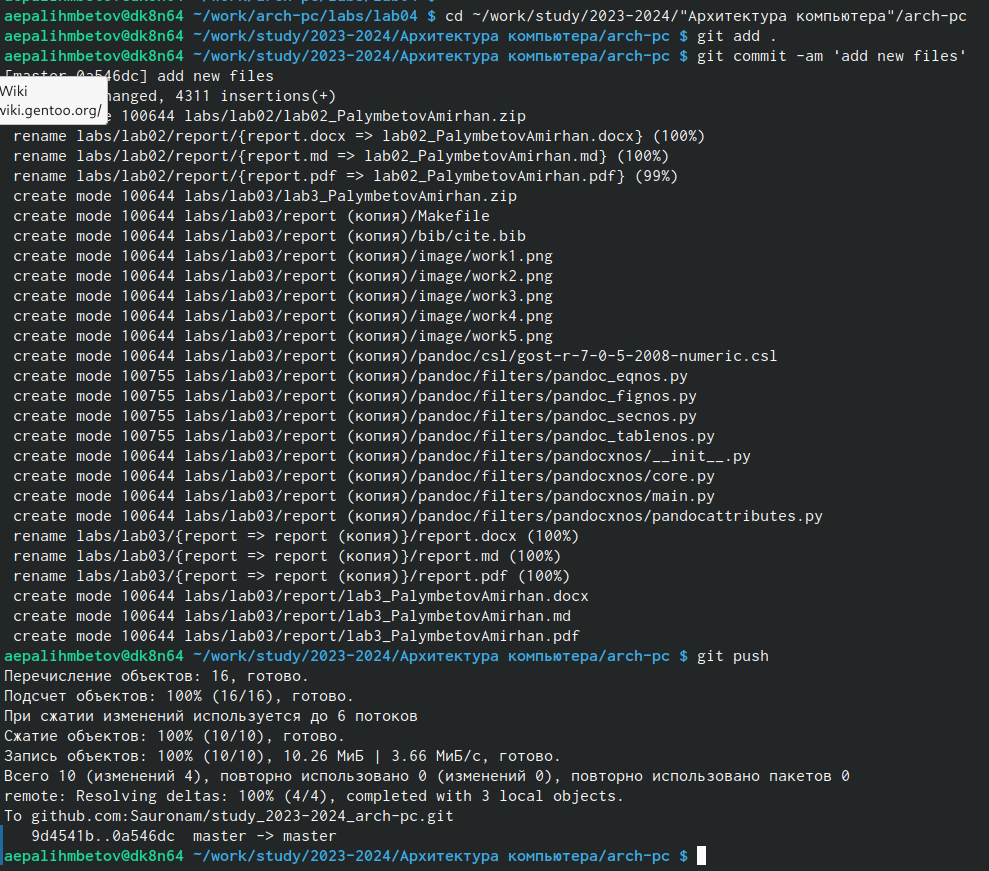 aepalihmbetov@dk8n64 ~/work/arch-pc/labs/lab04 $ cd ~/work/study/2023-2024/"Архитектура компьютера"/arch-pc
aepalihmbetov@dk8n64 ~/work/study/2023-2024/Архитектура компьютера/arch-pc $ git add .
aepalihmbetov@dk8n64 ~/work/study/2023-2024/Архитектура компьютера/arch-pc $ git commit -am 'add new files'
[master 0a546dc] add new files
Wiki
hanged, 4311 insertions(+)
wiki.gentoo.org/
e 100644 labs/lab02/lab02_PalymbetovAmirhan.zip
rename labs/lab02/report/{report.docx => lab02_PalymbetovAmirhan.docx} (100%)
rename labs/lab02/report/{report.md => lab02_PalymbetovAmirhan.md} (100%)
rename labs/lab02/report/{report.pdf => lab02_PalymbetovAmirhan.pdf} (99%)
create mode 100644 labs/lab03/lab3_PalymbetovAmirhan.zip
create mode 100644 labs/lab03/report (копия)/Makefile
create mode 100644 labs/lab03/report (копия)/bib/cite.bib
create mode 100644 labs/lab03/report (копия)/image/work1.png
create mode 100644 labs/lab03/report (копия)/image/work2.png
create mode 100644 labs/lab03/report (копия)/image/work3.png
create mode 100644 labs/lab03/report (копия)/image/work4.png
create mode 100644 labs/lab03/report (копия)/image/work5.png
create mode 100644 labs/lab03/report (копия)/pandoc/csl/gost-r-7-0-5-2008-numeric.csl
create mode 100755 labs/lab03/report (копия)/pandoc/filters/pandoc_eqnos.py
create mode 100755 labs/lab03/report (копия)/pandoc/filters/pandoc_fignos.py
create mode 100755 labs/lab03/report (копия)/pandoc/filters/pandoc_secnos.py
create mode 100755 labs/lab03/report (копия)/pandoc/filters/pandoc_tablenos.py
create mode 100644 labs/lab03/report (копия)/pandoc/filters/pandocxnos/__init__.py
create mode 100644 labs/lab03/report (копия)/pandoc/filters/pandocxnos/core.py
create mode 100644 labs/lab03/report (копия)/pandoc/filters/pandocxnos/main.py
create mode 100644 labs/lab03/report (копия)/pandoc/filters/pandocxnos/pandocattributes.py
rename labs/lab03/{report => report (копия)}/report.docx (100%)
rename labs/lab03/{report => report (копия)}/report.md (100%)
rename labs/lab03/{report => report (копия)}/report.pdf (100%)
create mode 100644 labs/lab03/report/lab3_PalymbetovAmirhan.docx
create mode 100644 labs/lab03/report/lab3_PalymbetovAmirhan.md
create mode 100644 labs/lab03/report/lab3_PalymbetovAmirhan.pdf
aepalihmbetov@dk8n64 ~/work/study/2023-2024/Архитектура компьютера/arch-pc $ git push
Перечисление объектов: 16, готово.
Подсчет объектов: 100% (16/16), готово.
При сжатии изменений используется до 6 потоков
Сжатие объектов: 100% (10/10), готово.
Запись объектов: 100% (10/10), 10.26 МиБ | 3.66 МиБ/с, готово.
Всего 10 (изменений 4), повторно использовано 0 (изменений 0), повторно использовано пакетов 0
remote: Resolving deltas: 100% (4/4), completed with 3 local objects.
To github.com:Sauronam/study_2023-2024_arch-pc.git
9d4541b..0a546dc master -> master
aepalihmbetov@dk8n64 ~/work/study/2023-2024/Архитектура компьютера/arch-pc $